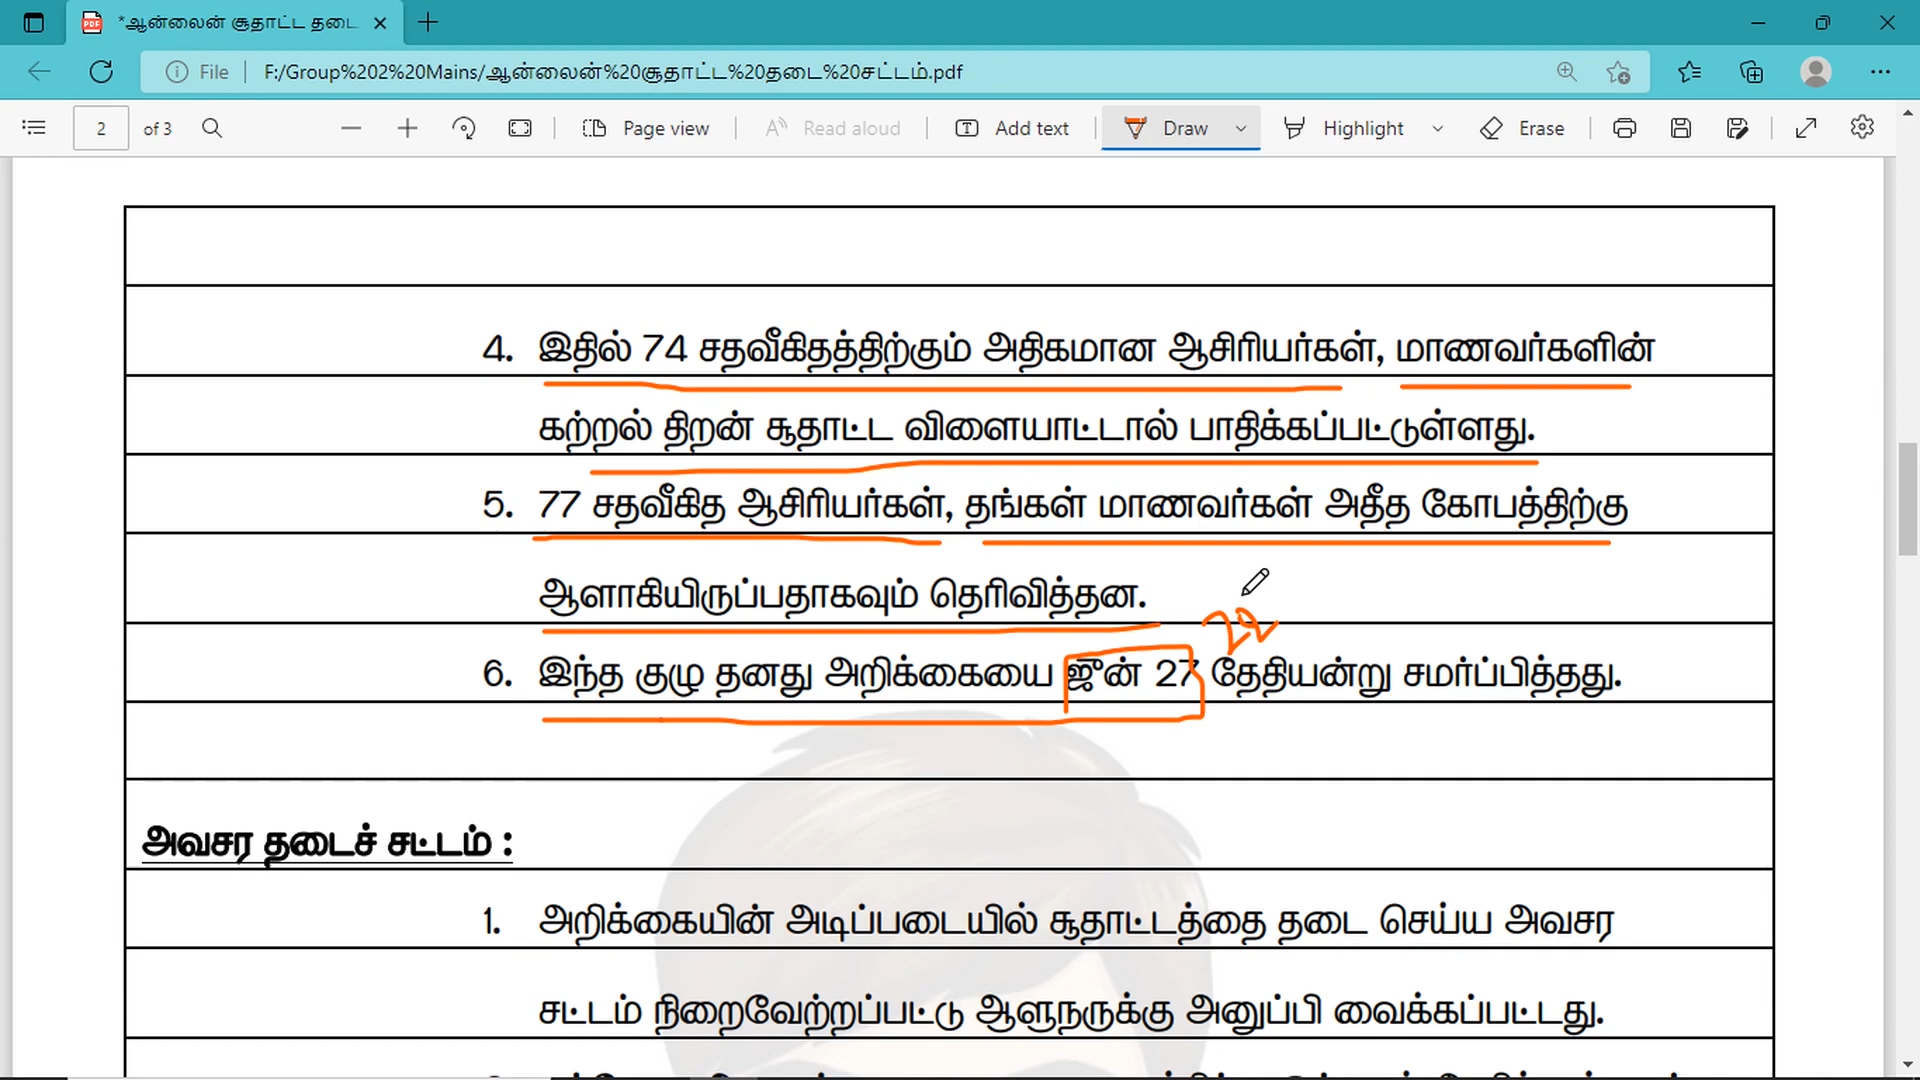 *ஆன்லைன் சூதாட்ட தடை
File F:/Group%202%20Mains/ஆன்லைன்%20சூதாட்ட%20தடை%20சட்டம்.pdf
2 of 3 Page view Read aloud Add text Draw Highlight Erase
4. இதில் 74 சதவீகிதத்திற்கும் அதிகமான ஆசிரியர்கள், மாணவர்களின்
கற்றல் திறன் சூதாட்ட விளையாட்டால் பாதிக்கப்பட்டுள்ளது.
5. 77 சதவீகித ஆசிரியர்கள், தங்கள் மாணவர்கள் அதீத கோபத்திற்கு
ஆளாகியிருப்பதாகவும் தெரிவித்தன.
6. இந்த குழு தனது அறிக்கையை ஜுன் 27 தேதியன்று சமர்ப்பித்தது.
அவசர தடைச் சட்டம் :
1. அறிக்கையின் அடிப்படையில் சூதாட்டத்தை தடை செய்ய அவசர
சட்டம் நிறைவேற்றப்பட்டு ஆளுநருக்கு அனுப்பி வைக்கப்பட்டது.